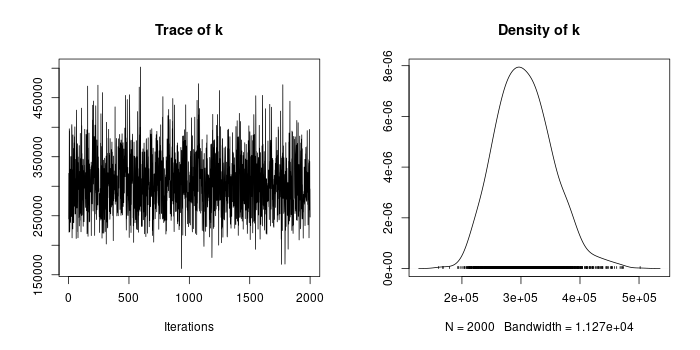 Trace of k
150000
250000
350000
450000
0
500
1000
1500
2000
Iterations
Density of k
0e+00
2e-06
4e-06
6e-06
8e-06
2e+05
3e+05
4e+05
5e+05
N = 2000 Bandwidth = 1.127e+04